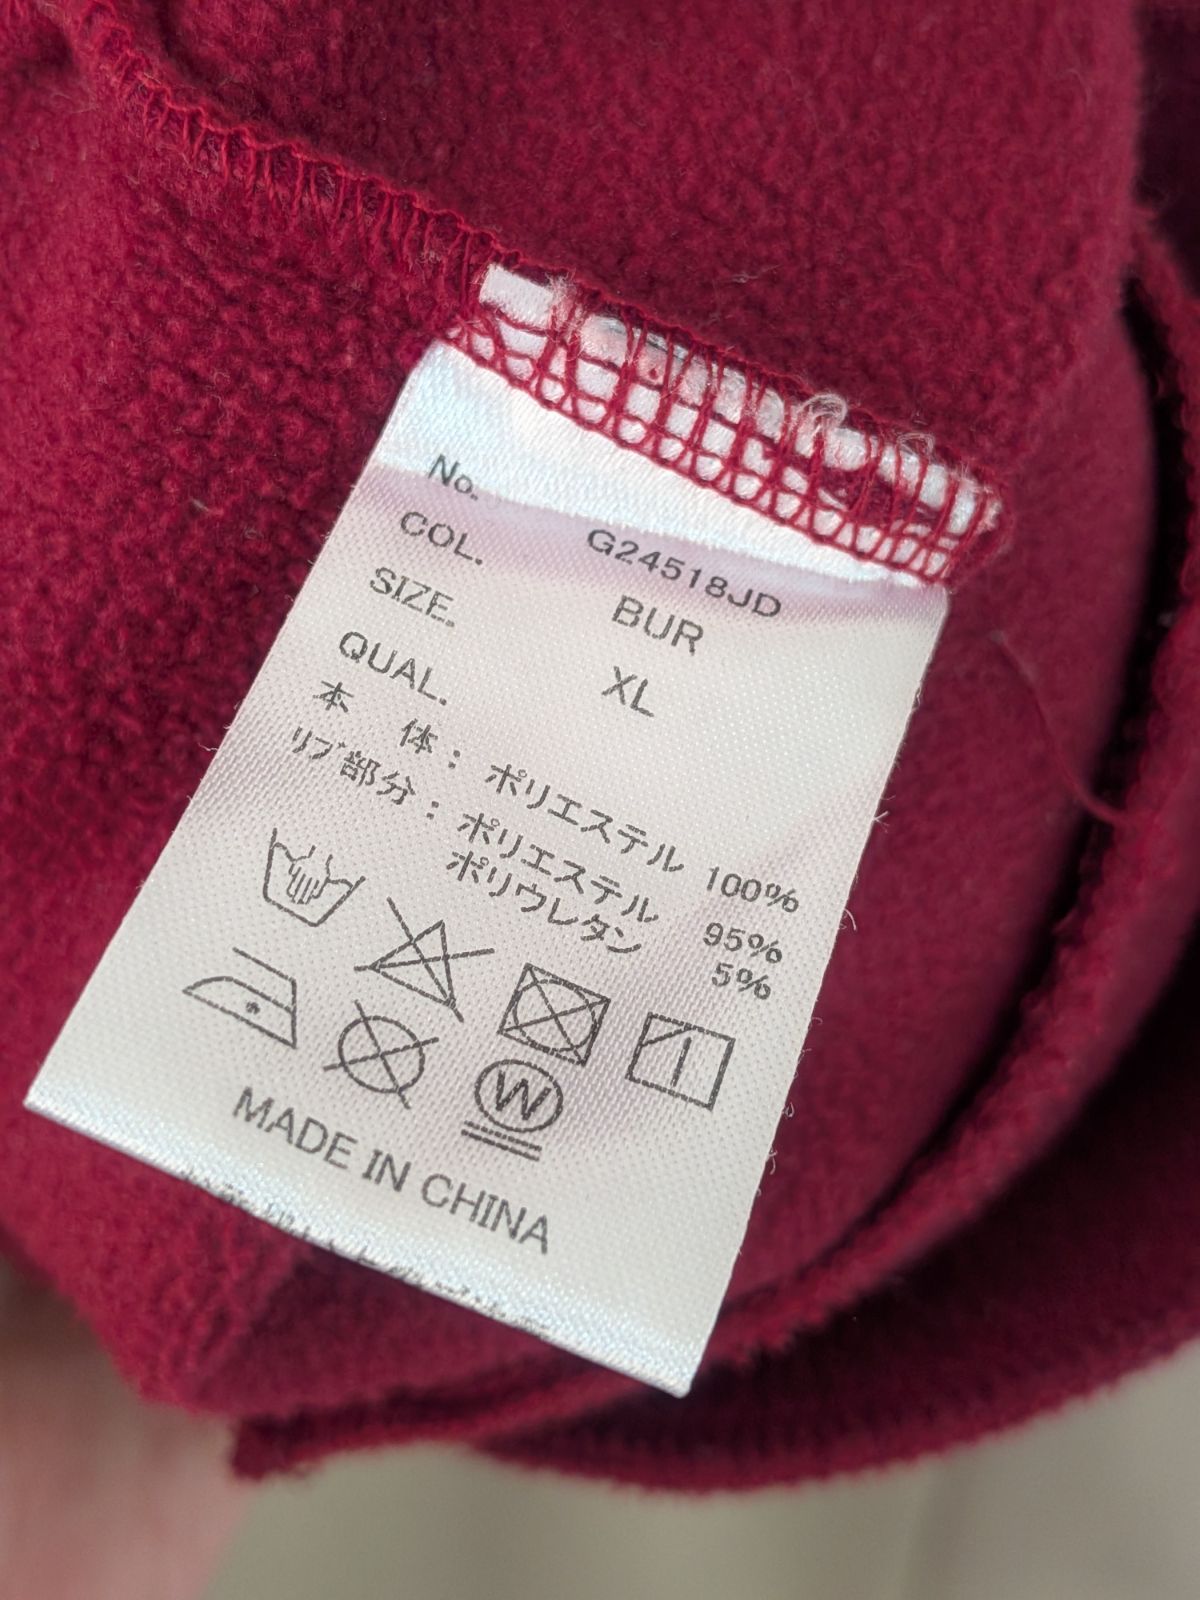 No. G24518JD
COL. BUR
SIZE. XL
QUAL.
本 体: ポリエステル 100%
リブ部分: ポリエステル 95%
ポリウレタン 5%
W
MADE IN CHINA